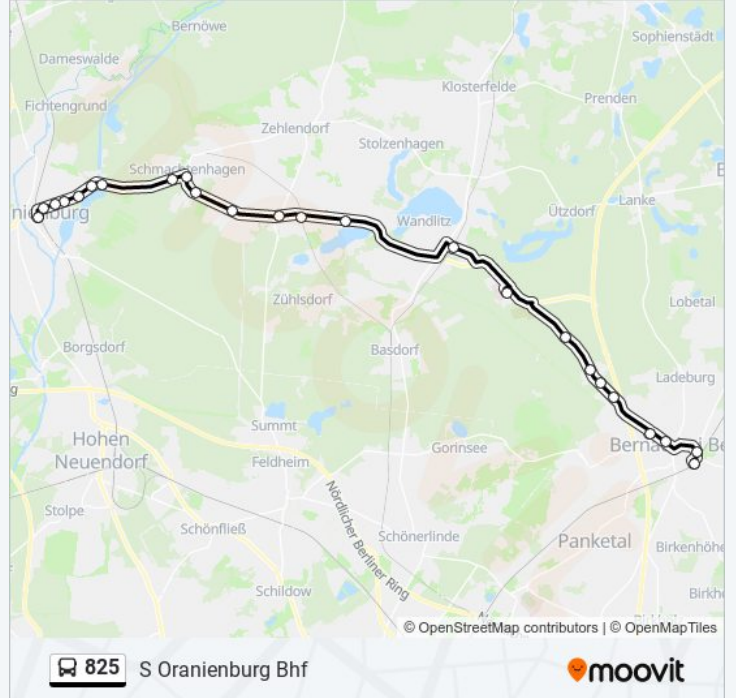 Bernöwe
Sophienstädt
Dameswalde
Klosterfelde
Fichtengrund
Prenden
Zehlendorf
Stolzenhagen
Schmachtenhagen
Lanke
Wandlitz
Ützdorf
Zühlsdorf
Lobetal
Borgsdorf
Basdorf
Ladeburg
Summt
Hohen
Neuendorf
Feldheim
Gorinsee
Stolpe
Schönfließ
Nördlicher Berliner Ring
Schönerlinde
Panketal
Birkenhöhe
Schildow
© OpenStreetMap contributors | © OpenMapTiles
825 S Oranienburg Bhf
moovit